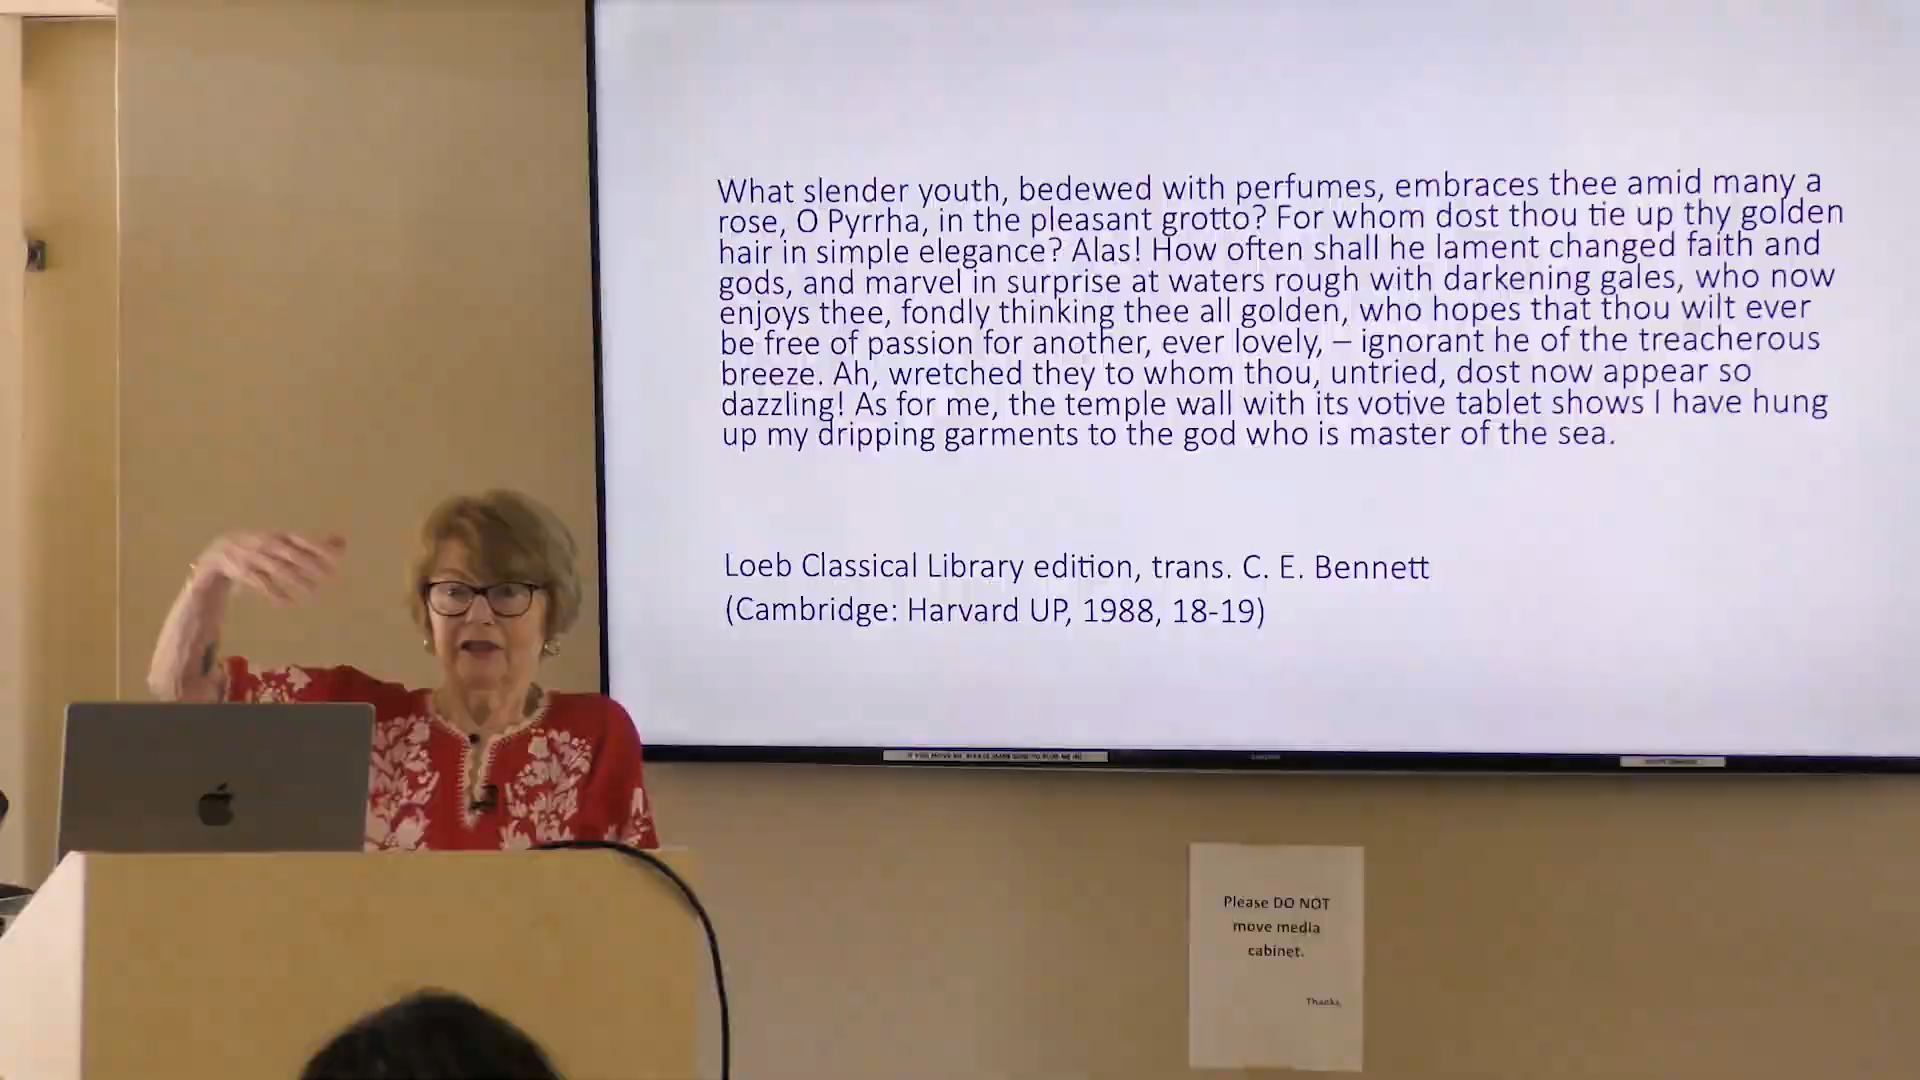 What slender youth, bedewed with perfumes, embraces thee amid many a
rose, O Pyrrha, in the pleasant grotto? For whom dost thou tie up thy golden
hair in simple elegance? Alas! How often shall he lament changed faith and
gods, and marvel in surprise at waters rough with darkening gales, who now
enjoys thee, fondly thinking thee all golden, who hopes that thou wilt ever
be free of passion for another, ever lovely, – ignorant he of the treacherous
breeze. Ah, wretched they to whom thou, untried, dost now appear so
dazzling! As for me, the temple wall with its votive tablet shows I have hung
up my dripping garments to the god who is master of the sea.
Loeb Classical Library edition, trans. C. E. Bennett
(Cambridge: Harvard UP, 1988, 18-19)
Please DO NOT
move media
cabinet.
Thanks,